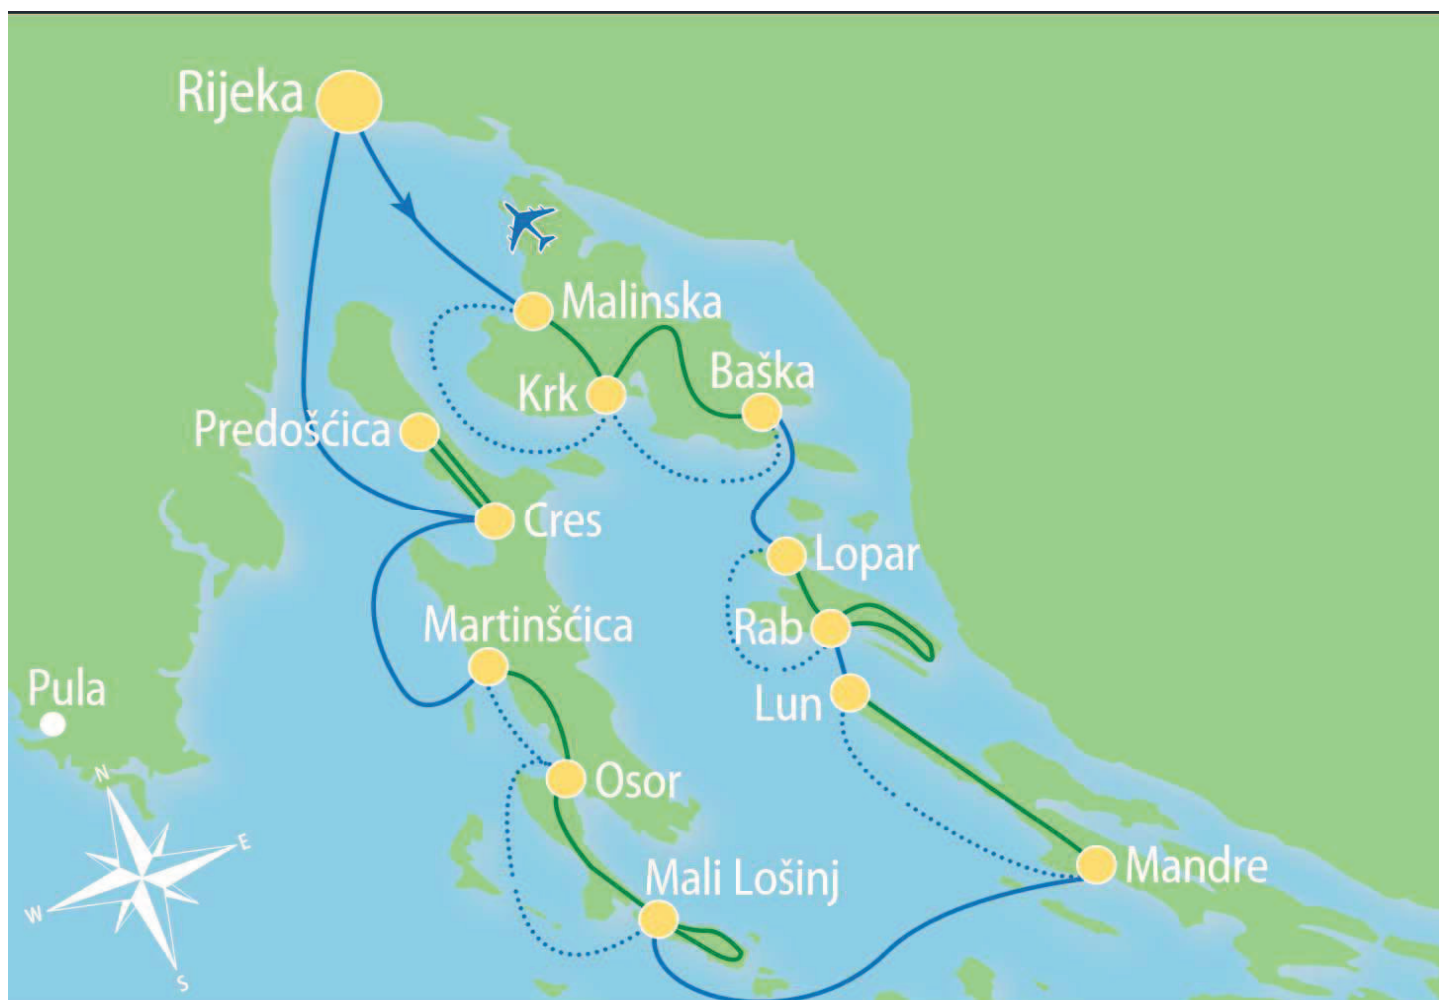 Rijeka
Malinska
Krk
Baška
Predošćica
Cres
Lopar
Martinšćica
Rab
Pula
Lun
Osor
Mandre
Mali Lošinj
N
E
W
S